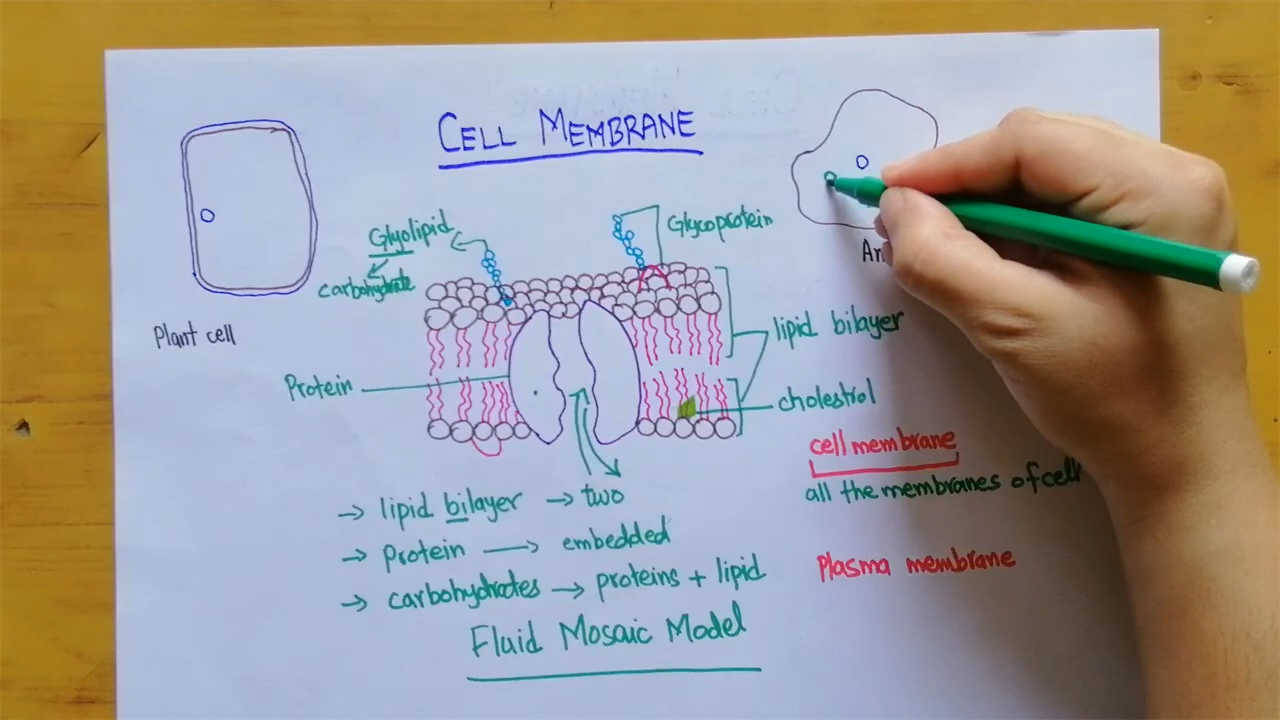 CELL MEMBRANE
Glyolipid
carbohydrate
Glycoprotein
Plant cell
lipid bilayer
Protein
cholestrol
cell membrane
all the membranes of cell
→ lipid bilayer → two
→ Protein → embedded
→ carbohydrates → proteins + lipid
Plasma membrane
Fluid Mosaic Model